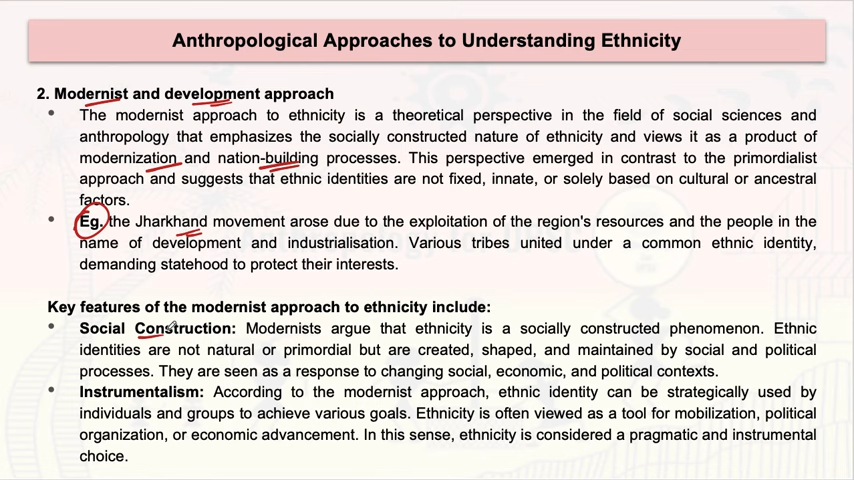 Anthropological Approaches to Understanding Ethnicity
2. Modernist and development approach
• The modernist approach to ethnicity is a theoretical perspective in the field of social sciences and
anthropology that emphasizes the socially constructed nature of ethnicity and views it as a product of
modernization and nation-building processes. This perspective emerged in contrast to the primordialist
approach and suggests that ethnic identities are not fixed, innate, or solely based on cultural or ancestral
factors.
• Eg. the Jharkhand movement arose due to the exploitation of the region's resources and the people in the
name of development and industrialisation. Various tribes united under a common ethnic identity,
demanding statehood to protect their interests.
Key features of the modernist approach to ethnicity include:
• Social Construction: Modernists argue that ethnicity is a socially constructed phenomenon. Ethnic
identities are not natural or primordial but are created, shaped, and maintained by social and political
processes. They are seen as a response to changing social, economic, and political contexts.
• Instrumentalism: According to the modernist approach, ethnic identity can be strategically used by
individuals and groups to achieve various goals. Ethnicity is often viewed as a tool for mobilization, political
organization, or economic advancement. In this sense, ethnicity is considered a pragmatic and instrumental
choice.